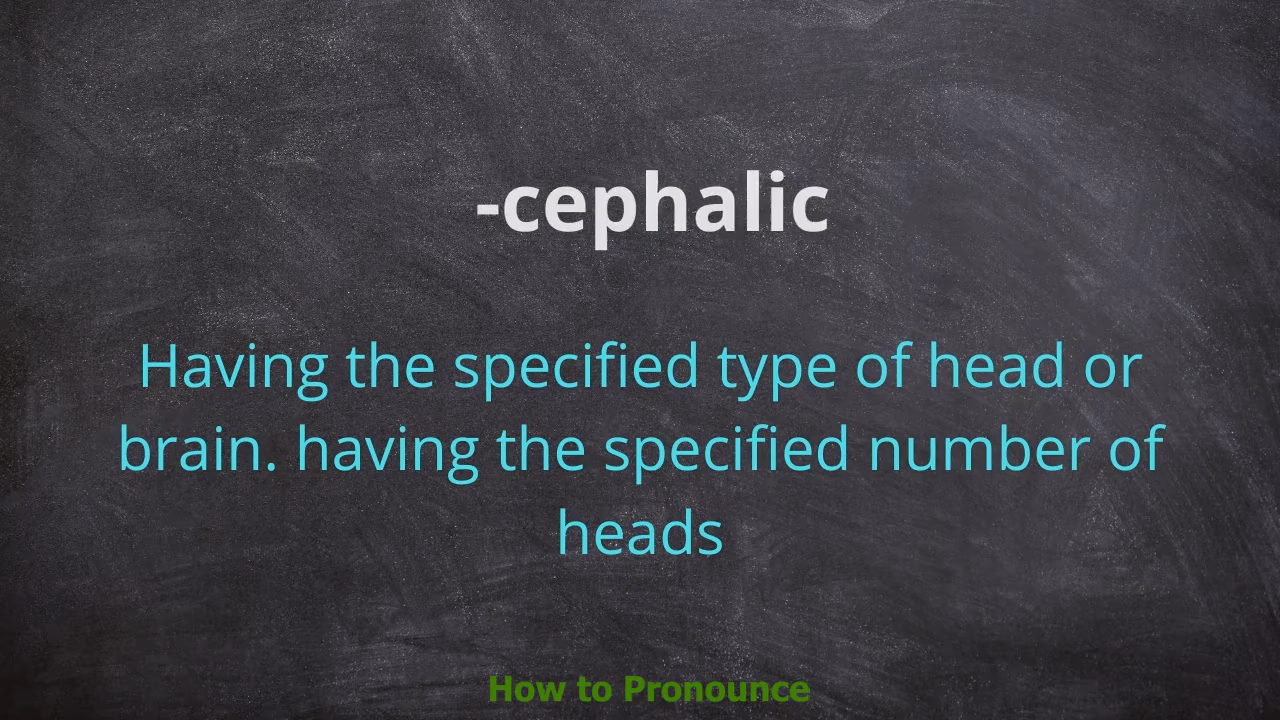 -cephalic
Having the specified type of head or
brain. having the specified number of
heads
How to Pronounce